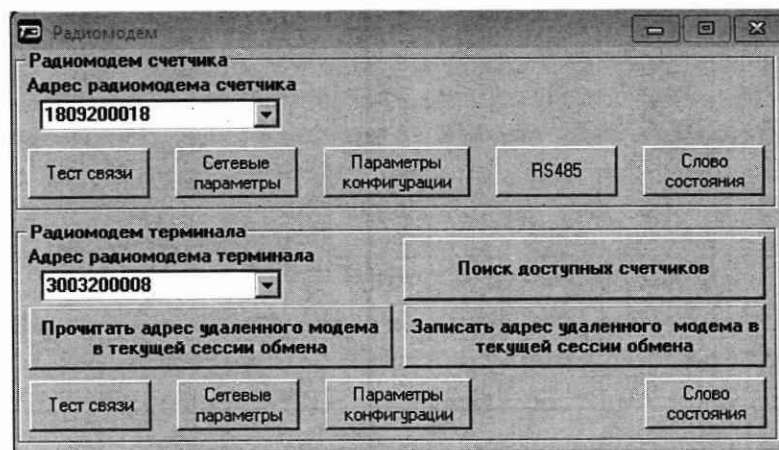 Радиомодем
Радиомодем счетчика
Адрес радиомодема счетчика
1809200018
Тест связи
Сетевые
параметры
Параметры
конфигурации
RS485
Слово
состояния
Радиомодем терминала
Адрес радиомодема терминала
3003200008
Поиск доступных счетчиков
Прочитать адрес удаленного модема
в текущей сессии обмена
Записать адрес удаленного модема в
текущей сессии обмена
Тест связи
Сетевые
параметры
Параметры
конфигурации
Слово
состояния